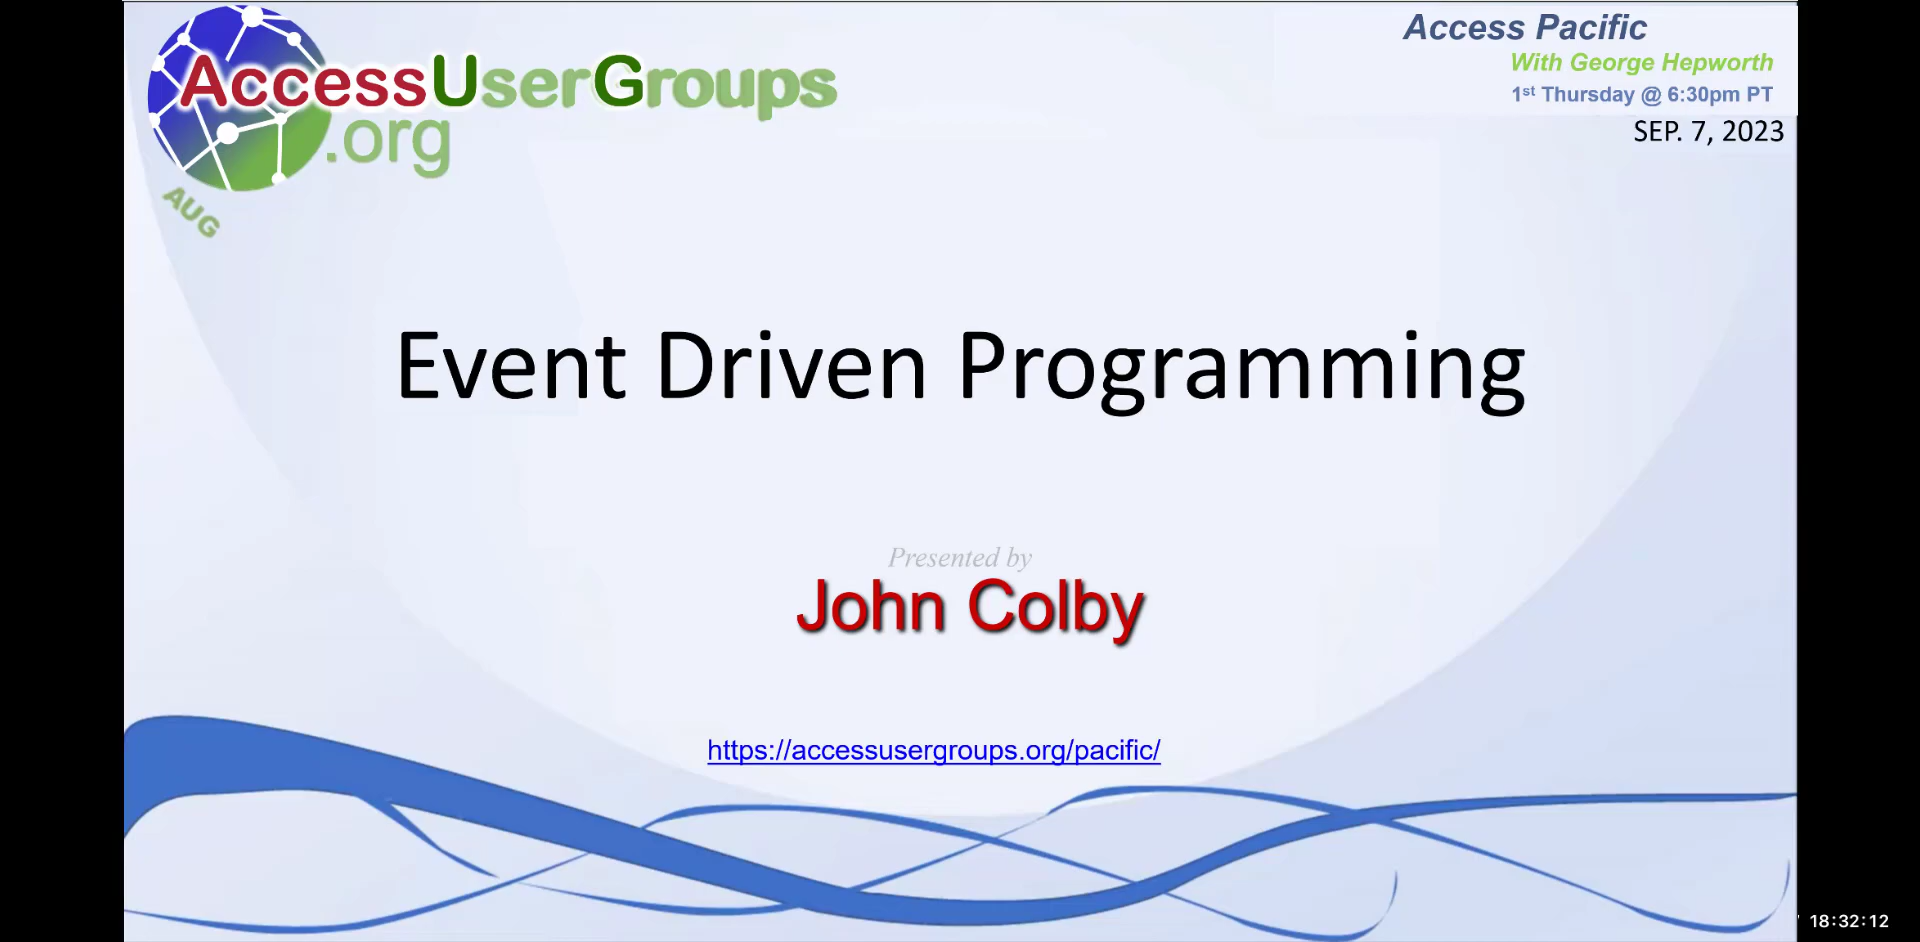 AccessUserGroups
.org
AUG
Access Pacific
With George Hepworth
1st Thursday @ 6:30pm PT
SEP. 7, 2023
Event Driven Programming
Presented by
John Colby
https://accessusergroups.org/pacific/
18:32:12